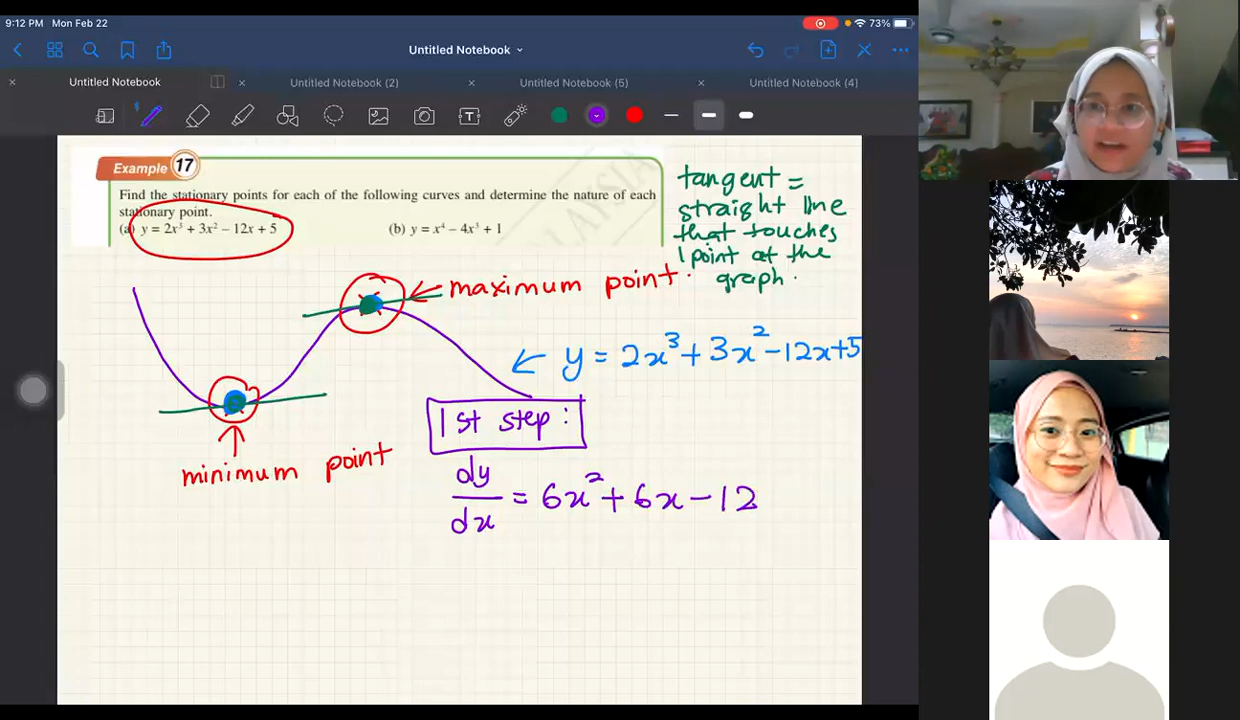 9:12 PM Mon Feb 22
73%
Untitled Notebook
Untitled Notebook
Untitled Notebook (2)
Untitled Notebook (5)
Untitled Notebook (4)
T
Example 17
Find the stationary points for each of the following curves and determine the nature of each
stationary point.
(a) y = 2x³ + 3x² − 12x + 5
(b) y = x⁴ − 4x³ + 1
tangent =
straight line
that touches
1 point at the
graph.
maximum point.
y = 2x³ + 3x² − 12x + 5
1st step :
minimum point
dy/dx = 6x² + 6x − 12